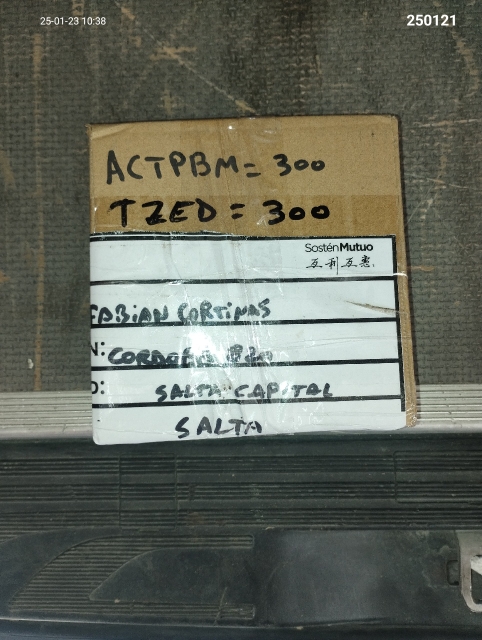 25-01-23 10:38
250121
ACTPBM = 300
TZED = 300
SosténMutuo
互利互惠.
FABIAN CORTINAS
N:
D: SALTA CAPITAL
SALTA